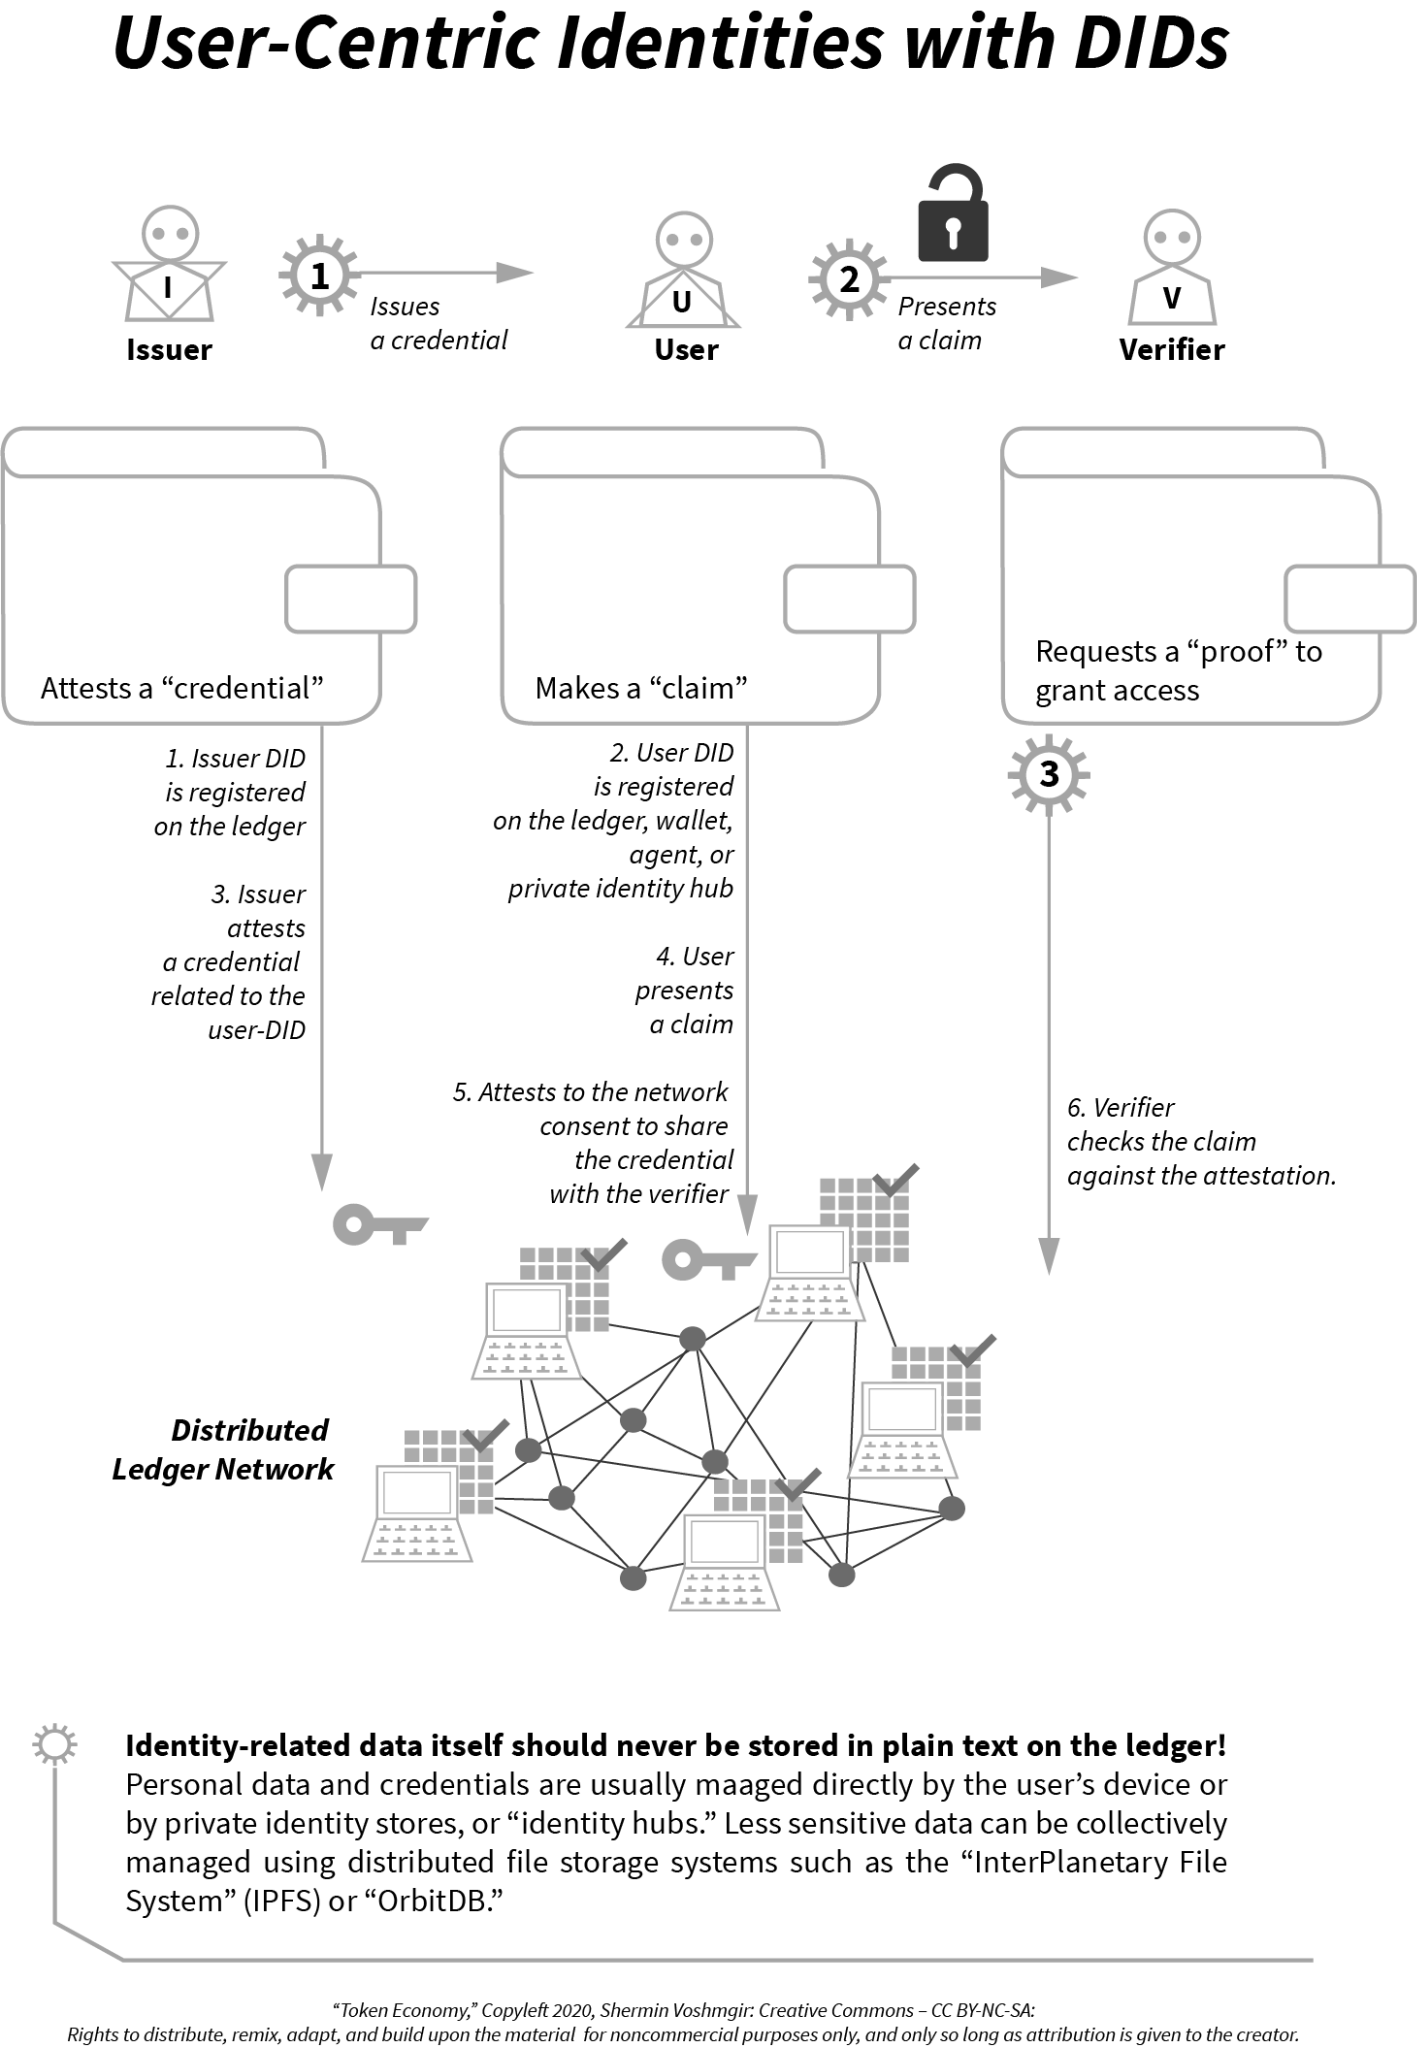 User-Centric Identities with DIDs
I
Issuer
1
Issues
a credential
U
User
2
Presents
a claim
V
Verifier
Attests a “credential”
Makes a “claim”
Requests a “proof” to
grant access
1. Issuer DID
is registered
on the ledger
3. Issuer
attests
a credential
related to the
user-DID
2. User DID
is registered
on the ledger, wallet,
agent, or
private identity hub
4. User
presents
a claim
5. Attests to the network
consent to share
the credential
with the verifier
3
6. Verifier
checks the claim
against the attestation.
Distributed
Ledger Network
Identity-related data itself should never be stored in plain text on the ledger!
Personal data and credentials are usually maaged directly by the user’s device or
by private identity stores, or “identity hubs.” Less sensitive data can be collectively
managed using distributed file storage systems such as the “InterPlanetary File
System” (IPFS) or “OrbitDB.”
“Token Economy,” Copyleft 2020, Shermin Voshmgir: Creative Commons – CC BY-NC-SA:
Rights to distribute, remix, adapt, and build upon the material for noncommercial purposes only, and only so long as attribution is given to the creator.